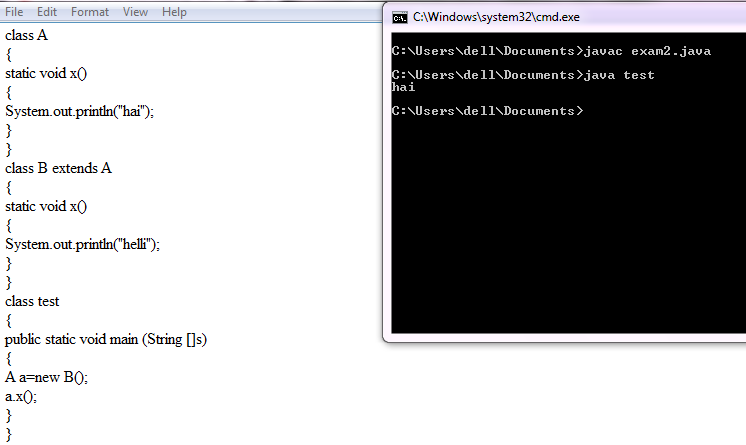 File Edit Format View Help
class A
{
static void x()
{
System.out.println("hai");
}
}
class B extends A
{
static void x()
{
System.out.println("helli");
}
}
class test
{
public static void main (String []s)
{
A a=new B();
a.x();
}
}
C:\Windows\system32\cmd.exe
C:\Users\dell\Documents>javac exam2.java
C:\Users\dell\Documents>java test
hai
C:\Users\dell\Documents>